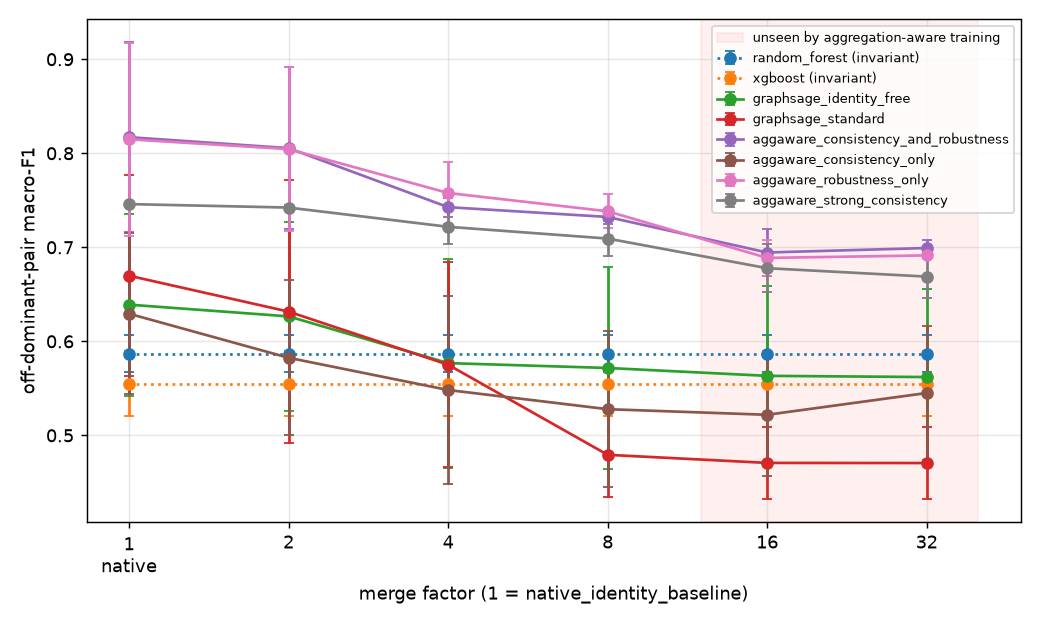 off-dominant-pair macro-F1
0.9
0.8
0.7
0.6
0.5
unseen by aggregation-aware training
random_forest (invariant)
xgboost (invariant)
graphsage_identity_free
graphsage_standard
aggaware_consistency_and_robustness
aggaware_consistency_only
aggaware_robustness_only
aggaware_strong_consistency
1 2 4 8 16 32
native
merge factor (1 = native_identity_baseline)